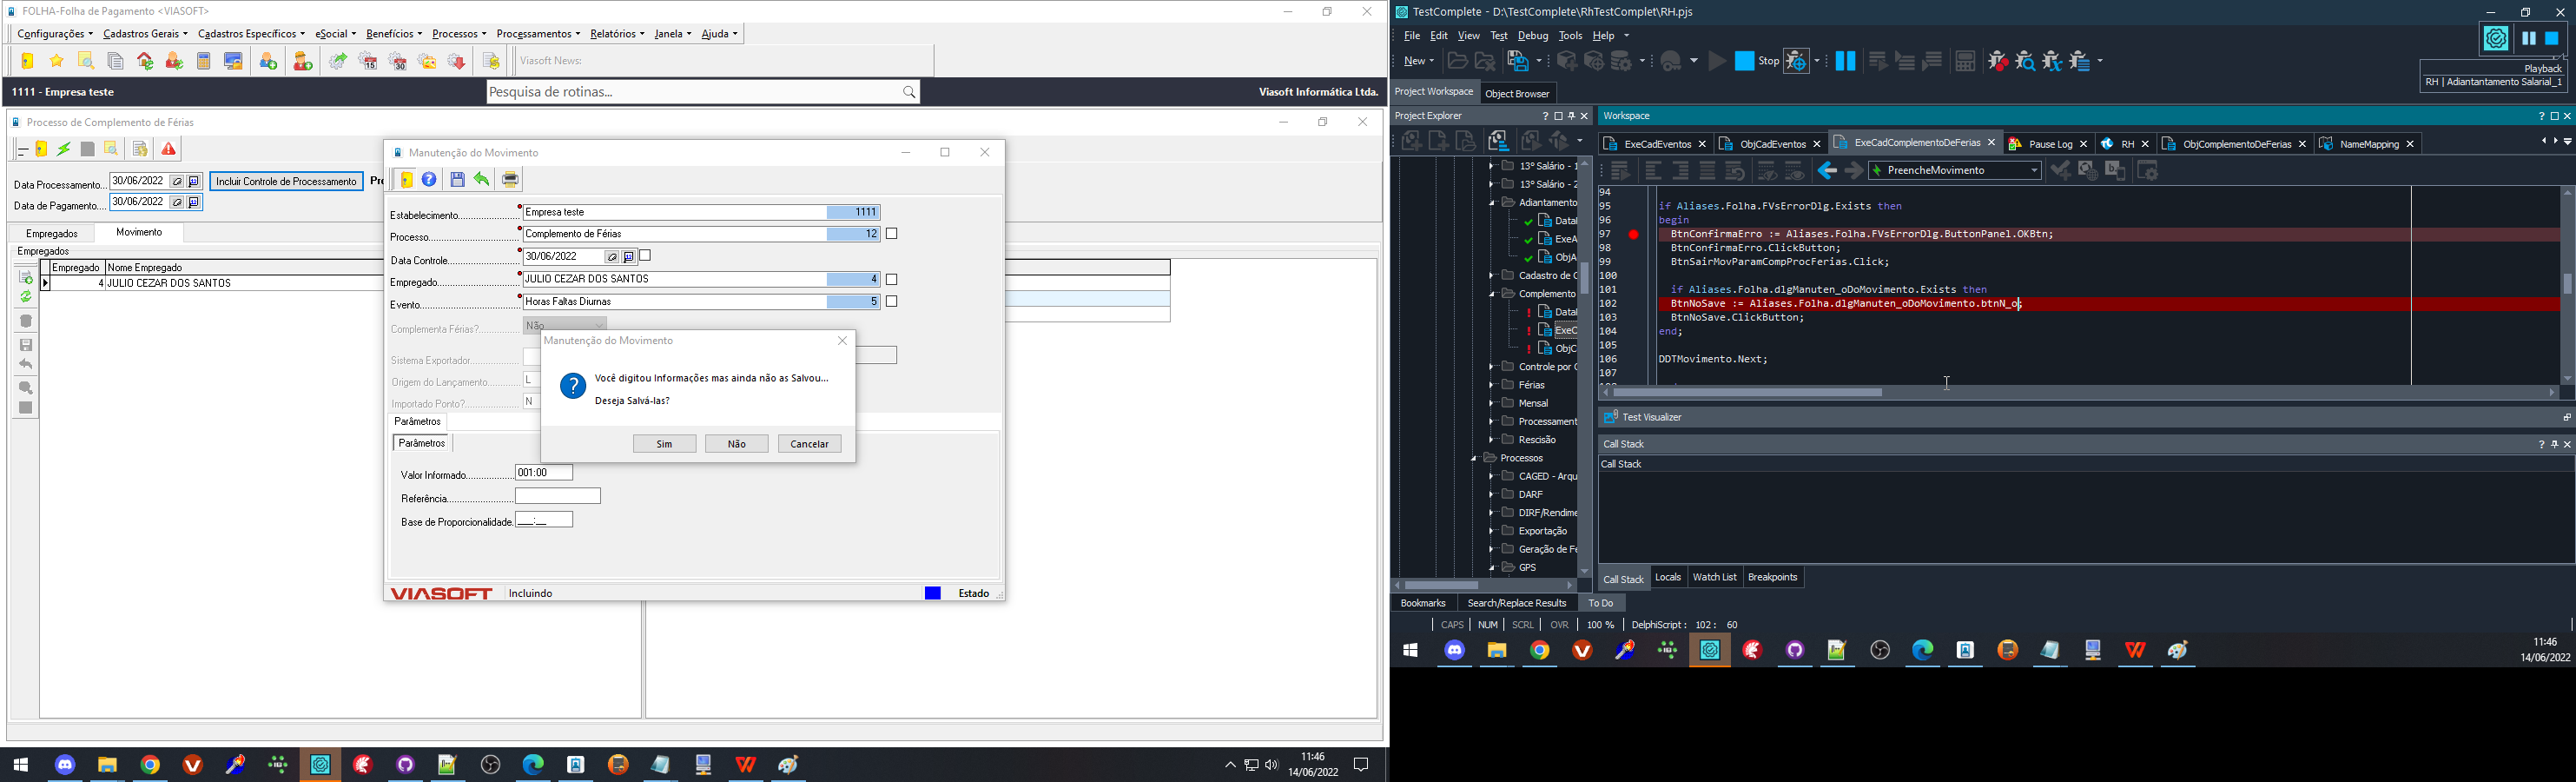 FOLHA-Folha de Pagamento <VIASOFT>
Configurações Cadastros Gerais Cadastros Específicos eSocial Benefícios Processos Processamentos Relatórios Janela Ajuda
Viasoft News:
1111 - Empresa teste
Pesquisa de rotinas...
Viasoft Informática Ltda.
Processo de Complemento de Férias
Data Processamento... 30/06/2022 Incluir Controle de Processamento
Data de Pagamento.... 30/06/2022
Empregados Movimento
Empregados
Empregado Nome Empregado
4 JULIO CEZAR DOS SANTOS
Manutenção do Movimento
Estabelecimento Empresa teste 1111
Processo Complemento de Férias 12
Data Controle 30/06/2022
Empregado JULIO CEZAR DOS SANTOS 4
Evento Horas Faltas Diurnas 5
Complementa Férias? Não
Sistema Exportador
Origem do Lançamento L
Importado Ponto? N
Manutenção do Movimento
Você digitou Informações mas ainda não as Salvou...
Deseja Salvá-las?
Sim Não Cancelar
Parâmetros
Parâmetros
Valor Informado 001:00
Referência
Base de Proporcionalidade. ___:__
VIASOFT Incluindo Estado
11:46
14/06/2022
TestComplete - D:\TestComplete\RhTestComplet\RH.pjs
File Edit View Test Debug Tools Help
New Stop
Playback
RH | Adiantantamento Salarial_1
Project Workspace Object Browser
Project Explorer
Workspace
ExeCadEventos ObjCadEventos ExeCadComplementoDeFerias Pause Log RH ObjComplementoDeFerias NameMapping
PreencheMovimento
13º Salário - 1
13º Salário - 2
Adiantamento
Data
ExeA
ObjA
Cadastro de C
Complemento
Data
ExeC
ObjC
Controle por C
Férias
Mensal
Processament
Rescisão
Processos
CAGED - Arqu
DARF
DIRF/Rendime
Exportação
Geração de Fe
GPS
94
95 if Aliases.Folha.FVsErrorDlg.Exists then
96 begin
97 BtnConfirmaErro := Aliases.Folha.FVsErrorDlg.ButtonPanel.OKBtn;
98 BtnConfirmaErro.ClickButton;
99 BtnSairMovParamCompProcFerias.Click;
100
101 if Aliases.Folha.dlgManuten_oDoMovimento.Exists then
102 BtnNoSave := Aliases.Folha.dlgManuten_oDoMovimento.btnN_o;
103 BtnNoSave.ClickButton;
104 end;
105
106 DDTMovimento.Next;
107
Test Visualizer
Call Stack
Call Stack
Call Stack Locals Watch List Breakpoints
Bookmarks Search/Replace Results To Do
CAPS NUM SCRL OVR 100 % DelphiScript: 102: 60
11:46
14/06/2022